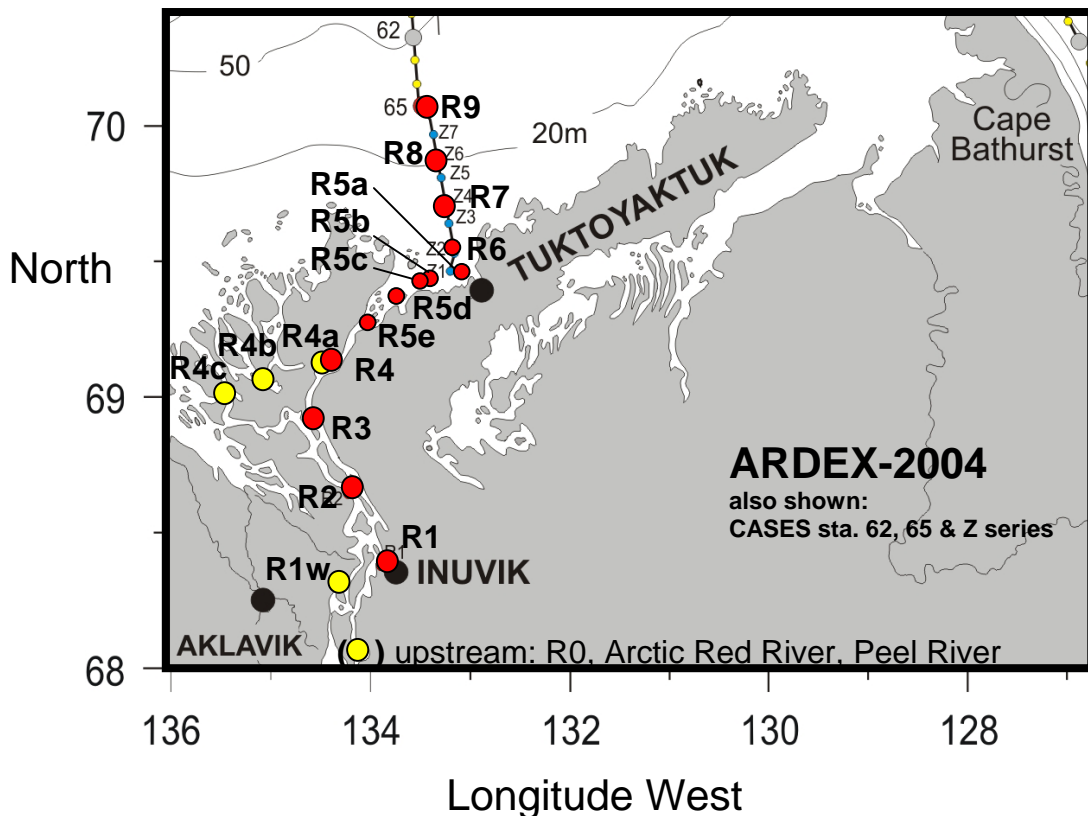 62
50
65
R9
70
Z7
20m
Cape
Bathurst
R8
Z6
Z5
R5a
Z4
R7
Z3
R5b
Z2
R6
TUKTOYAKTUK
North
R5c
Z1
R5d
R4a
R5e
R4b
R4c
R4
69
R3
ARDEX-2004
also shown:
CASES sta. 62, 65 & Z series
R2
R1
R1w
INUVIK
AKLAVIK
( ) upstream: R0, Arctic Red River, Peel River
68
136
134
132
130
128
Longitude West